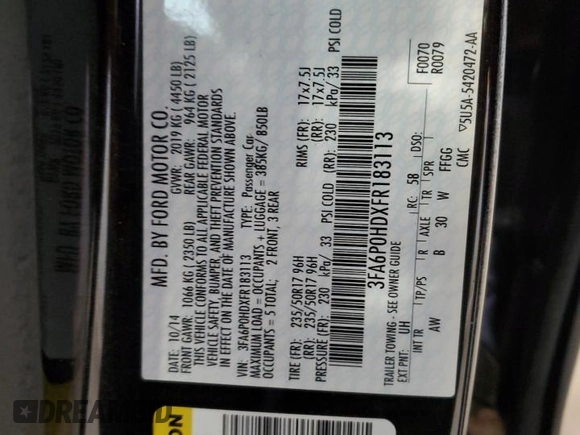 MFD. BY FORD MOTOR CO.
10/14 GVWR: 2019 KG (4450 LB)
FRONT GAWR: 1066 KG (2350 LB) REAR GAWR: 964 KG (2125 LB)
THIS VEHICLE CONFORMS TO ALL APPLICABLE FEDERAL MOTOR
VEHICLE SAFETY, BUMPER, AND THEFT PREVENTION STANDARDS
IN EFFECT ON THE DATE OF MANUFACTURE SHOWN ABOVE.
VIN: 3FA6P0HDXFR183113 TYPE: Passenger Car
MAXIMUM LOAD = OCCUPANTS + LUGGAGE = 385KG/ 850LB
OCCUPANTS = 5 TOTAL: 2 FRONT, 3 REAR
TIRE (FR): 235/50R17 96H RIMS (FR): 17x7.5J
(RR): 235/50R17 96H (RR): 17x7.5J
PRESSURE (FR): 230 kPa/ 33 PSI COLD (RR): 230 kPa/ 33 PSI COLD
3FA6P0HDXFR183113
TRAILER TOWING - SEE OWNERS GUIDE
EXT PNT: UH RC: 58 DSO: F0070
R0079
INT TR TP/PS R AXLE TR SPR
AW B 30 W FFGG
CMC ▽5U5A-5420472-AA
DREAM